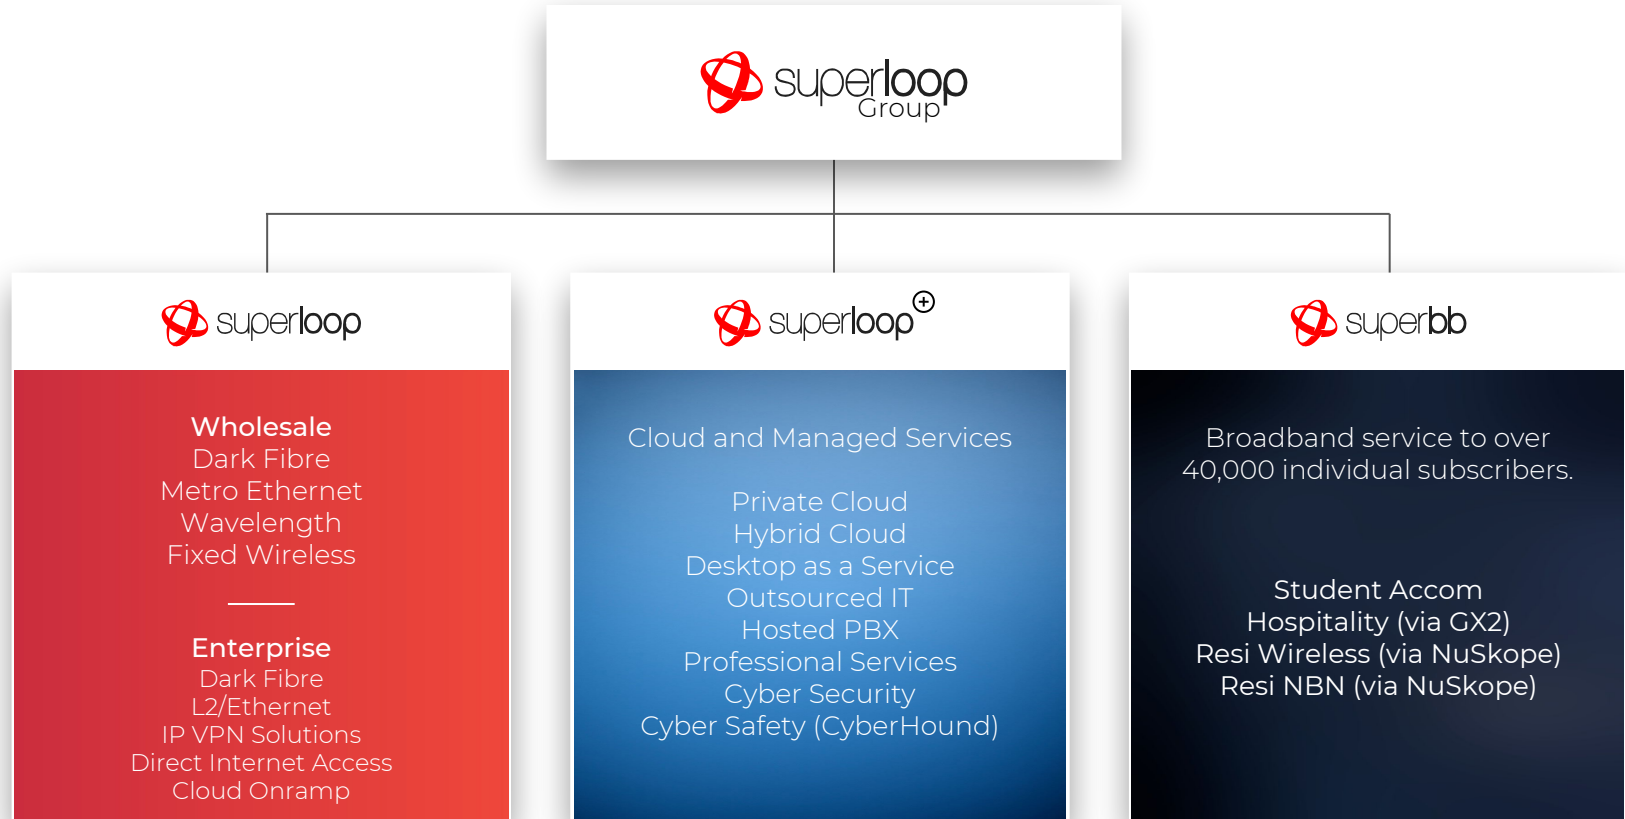 superloop
Group
superloop
Wholesale
Dark Fibre
Metro Ethernet
Wavelength
Fixed Wireless
Enterprise
Dark Fibre
L2/Ethernet
IP VPN Solutions
Direct Internet Access
Cloud Onramp
superloop+
Cloud and Managed Services
Private Cloud
Hybrid Cloud
Desktop as a Service
Outsourced IT
Hosted PBX
Professional Services
Cyber Security
Cyber Safety (CyberHound)
superbb
Broadband service to over
40,000 individual subscribers.
Student Accom
Hospitality (via GX2)
Resi Wireless (via NuSkope)
Resi NBN (via NuSkope)